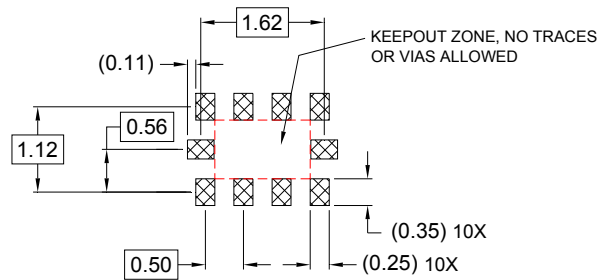 1.62
KEEPOUT ZONE, NO TRACES
OR VIAS ALLOWED
(0.11)
0.56
1.12
(0.35) 10X
0.50
(0.25) 10X